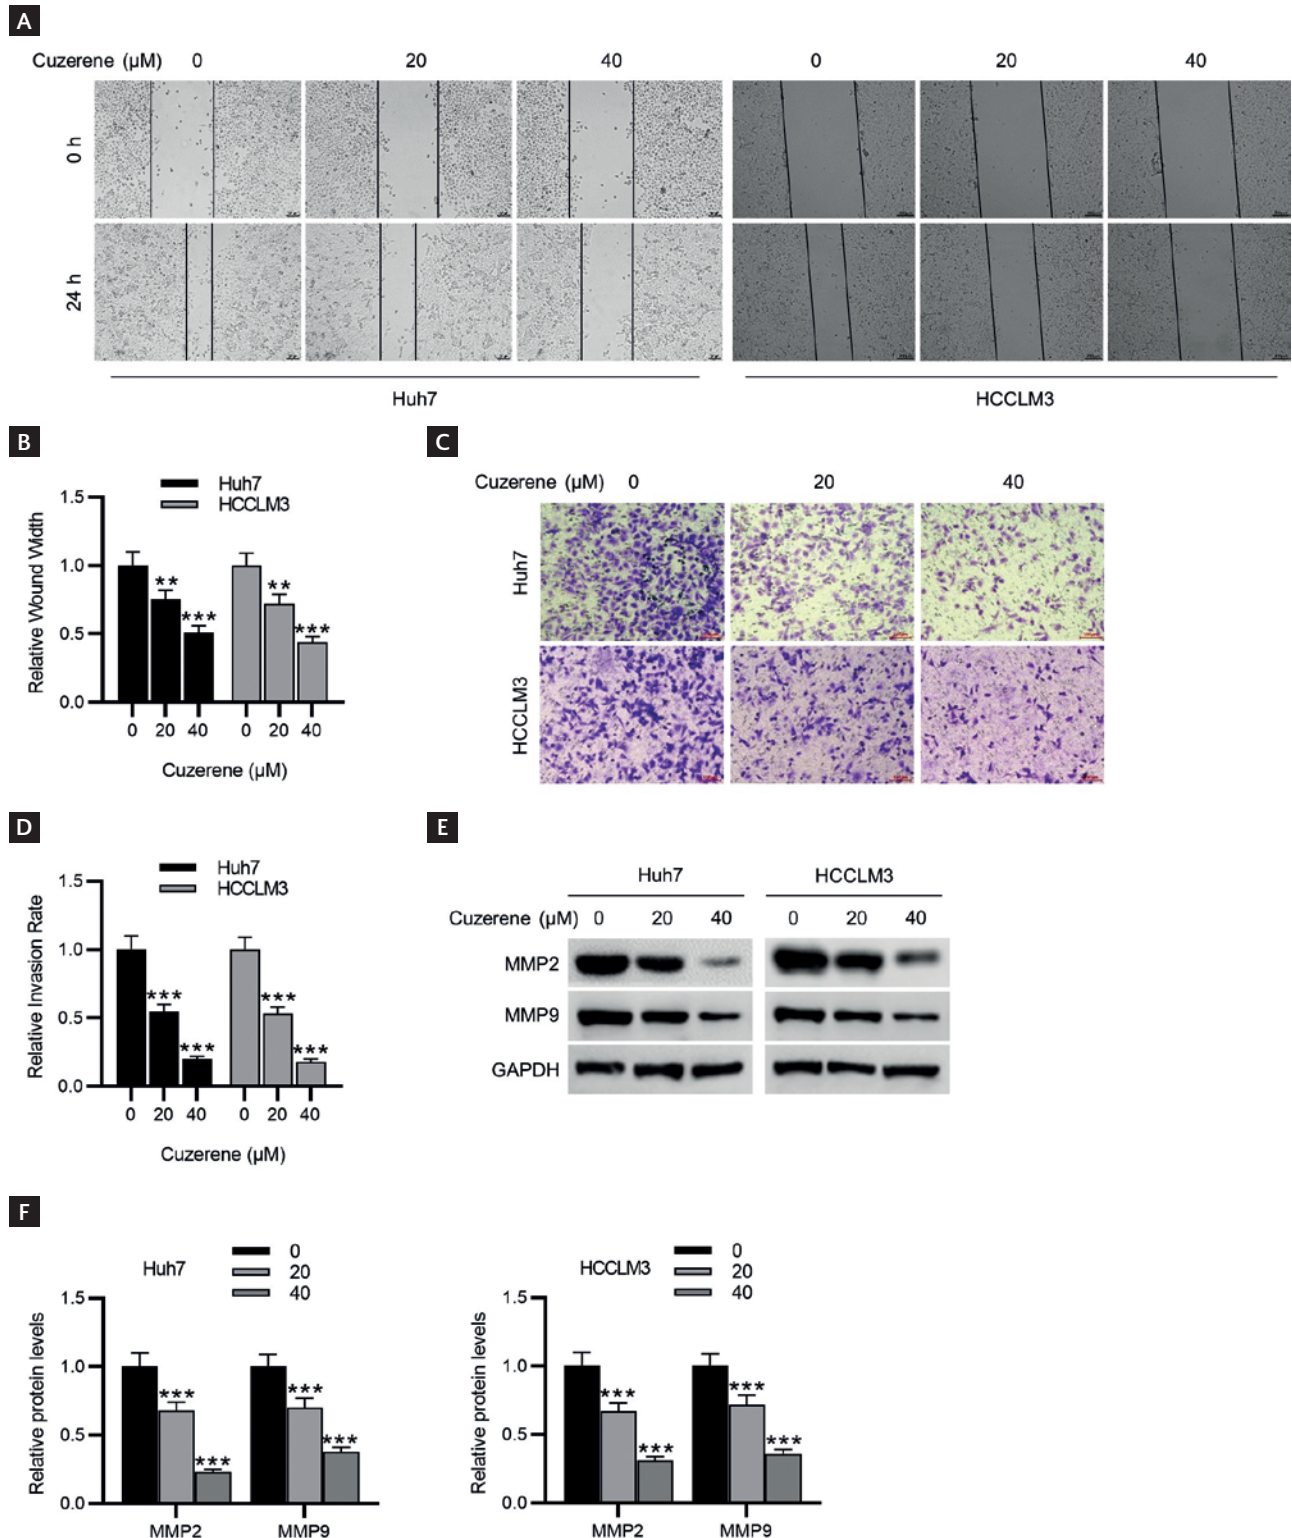 A
Cuzerene (μM) 0 20 40 0 20 40
0 h
24 h
Huh7 HCCLM3
B
Huh7
HCCLM3
Relative Wound Width
1.5
1.0
0.5
0.0
** *** ** ***
0 20 40 0 20 40
Cuzerene (μM)
C
Cuzerene (μM) 0 20 40
Huh7
HCCLM3
D
Huh7
HCCLM3
Relative Invasion Rate
1.5
1.0
0.5
0.0
*** *** *** ***
0 20 40 0 20 40
Cuzerene (μM)
E
Huh7 HCCLM3
Cuzerene (μM) 0 20 40 0 20 40
MMP2
MMP9
GAPDH
F
Huh7
0
20
40
Relative protein levels
1.5
1.0
0.5
0.0
*** *** *** ***
MMP2 MMP9
HCCLM3
0
20
40
Relative protein levels
1.5
1.0
0.5
0.0
*** *** *** ***
MMP2 MMP9